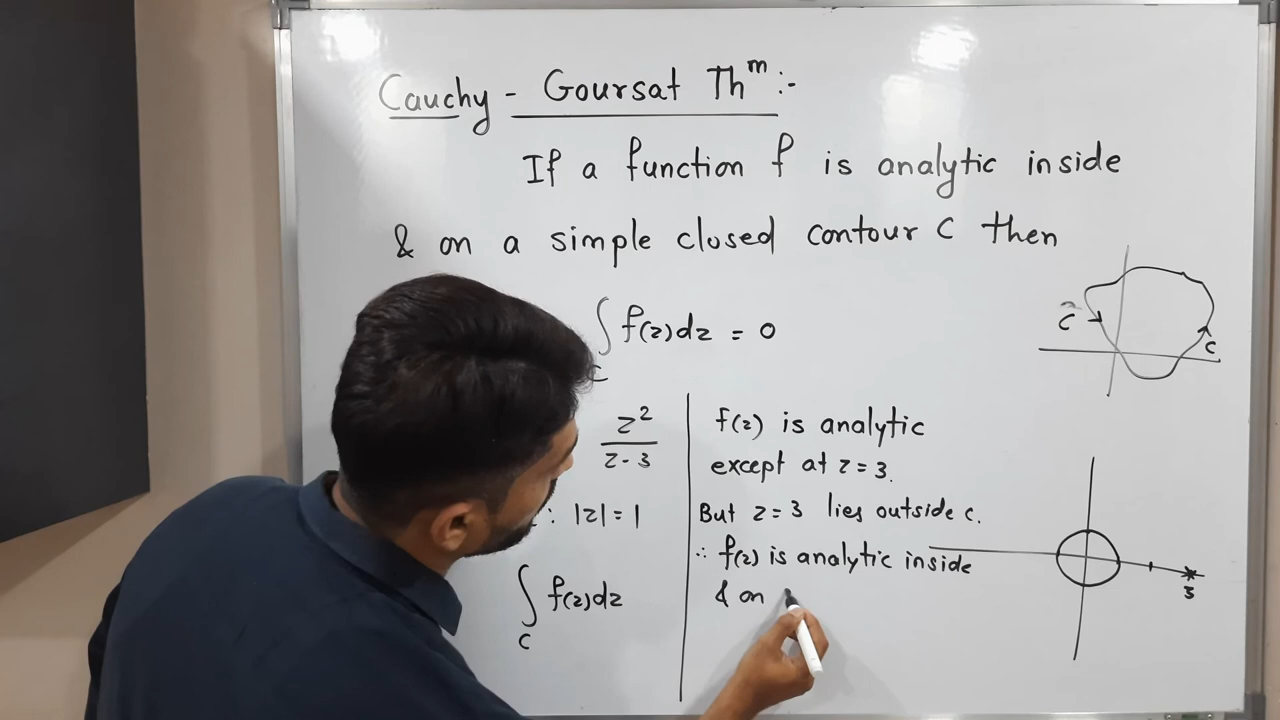 Cauchy - Goursat Thm :-
If a function f is analytic inside
& on a simple closed contour C then
∫ f(z)dz = 0
C
C
z²
z-3
: |z| = 1
∫ f(z)dz
C
f(z) is analytic
except at z = 3.
But z = 3 lies outside c.
∴ f(z) is analytic inside
& on
3